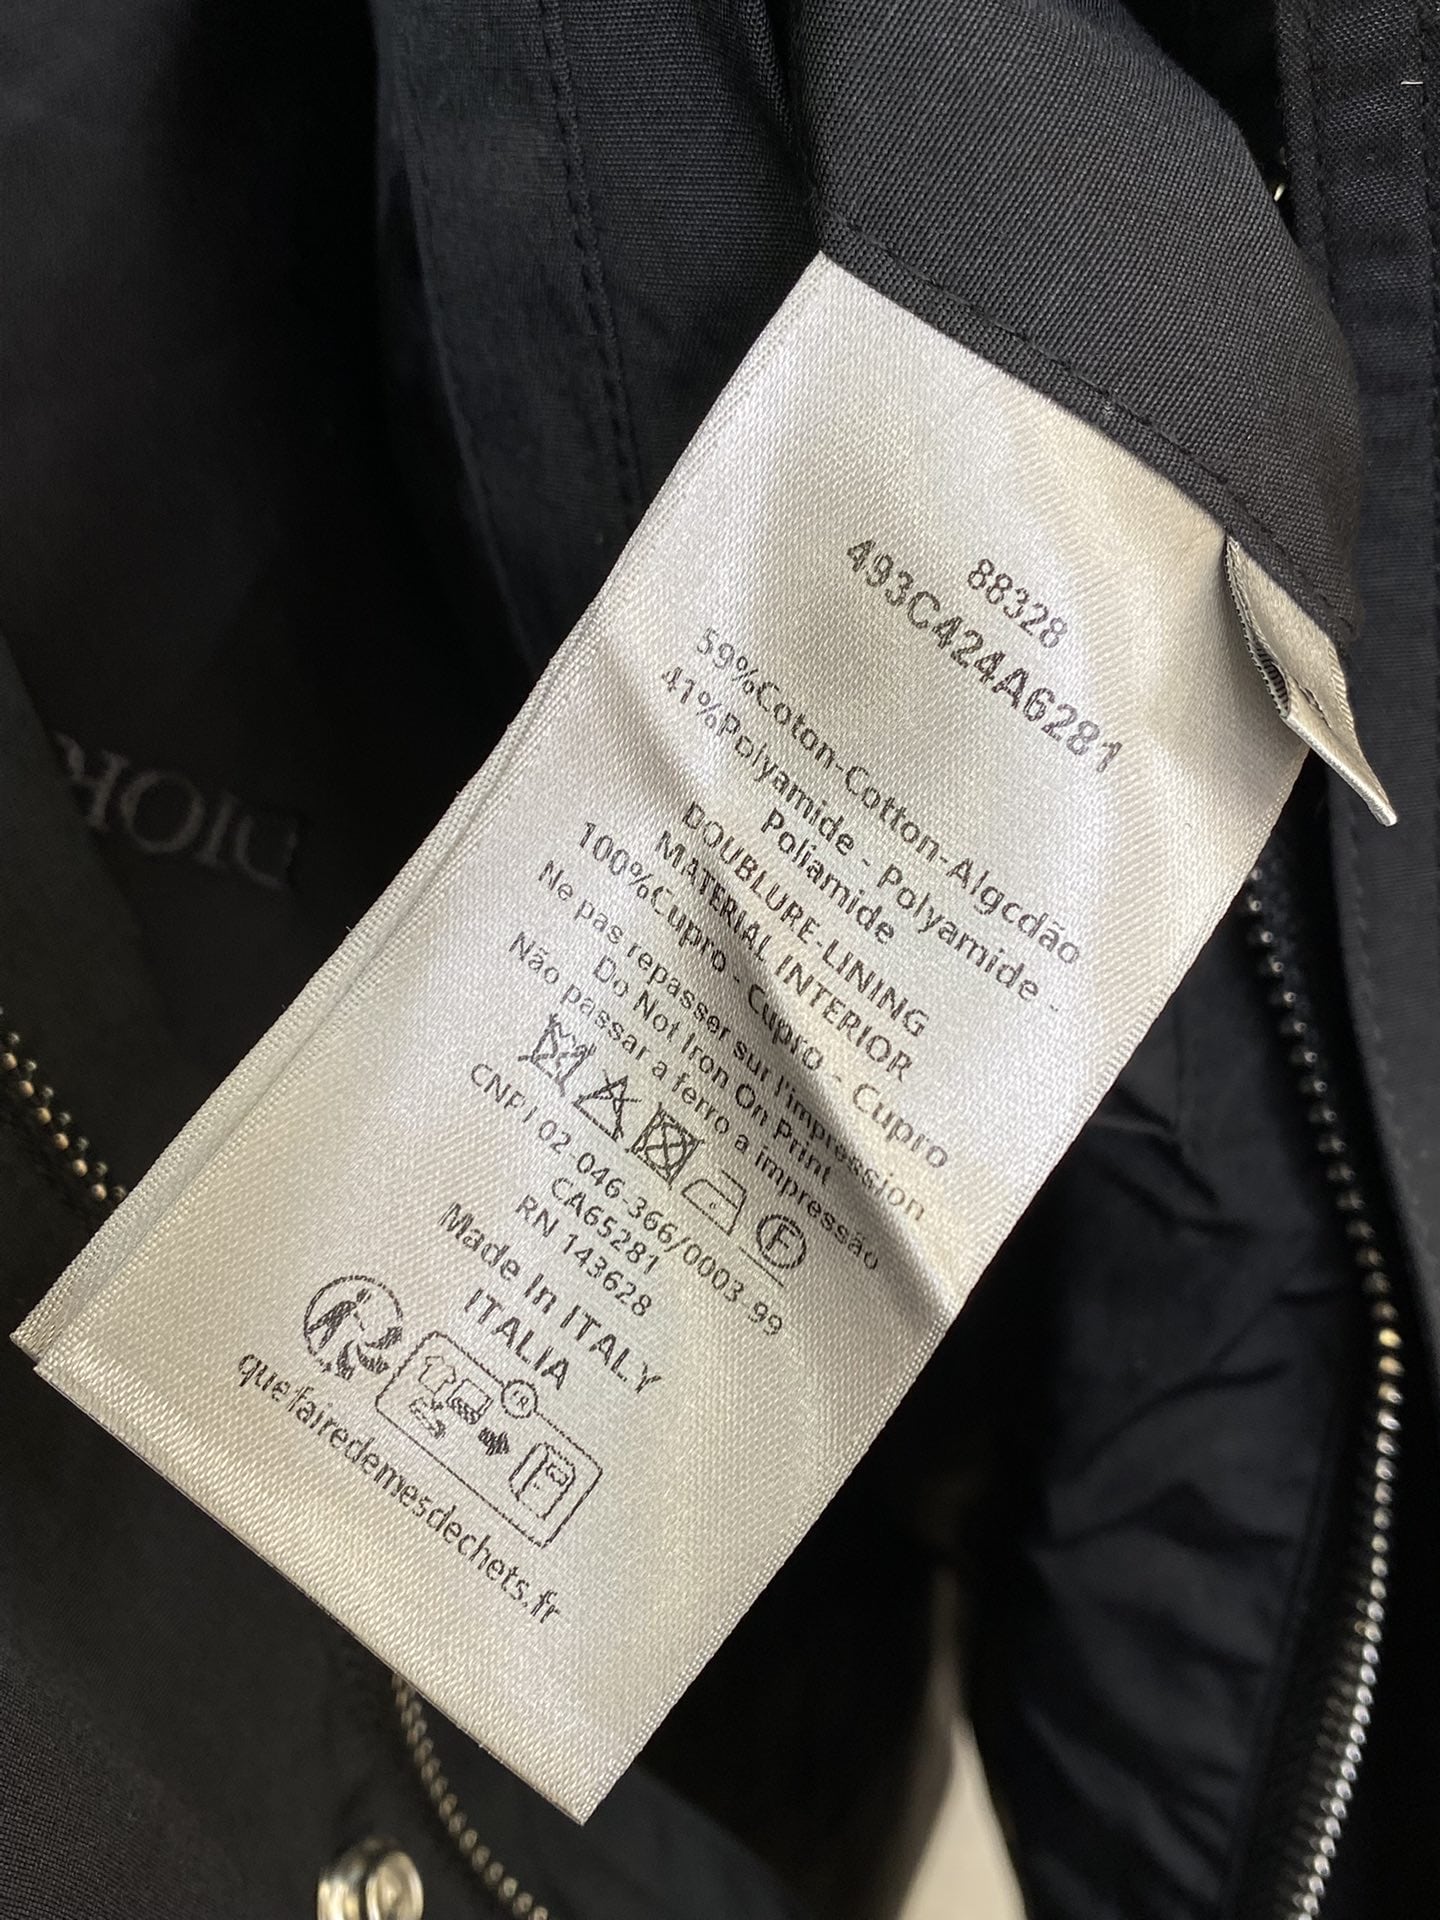 DIOR
88328
493C424A6281
59%Coton-Cotton-Algcdão
41%Polyamide - Polyamide -
Poliamide
DOUBLURE-LINING
MATERIAL INTERIOR
100%Cupro - Cupro - Cupro
Ne pas repasser sur l'impression
Do Not Iron On Print
Não passar a ferro a impressão
F
CNPJ 02-046-366/0003-99
CA65281
RN 143628
Made In ITALY
ITALIA
FR
quefairedemesdechets.fr